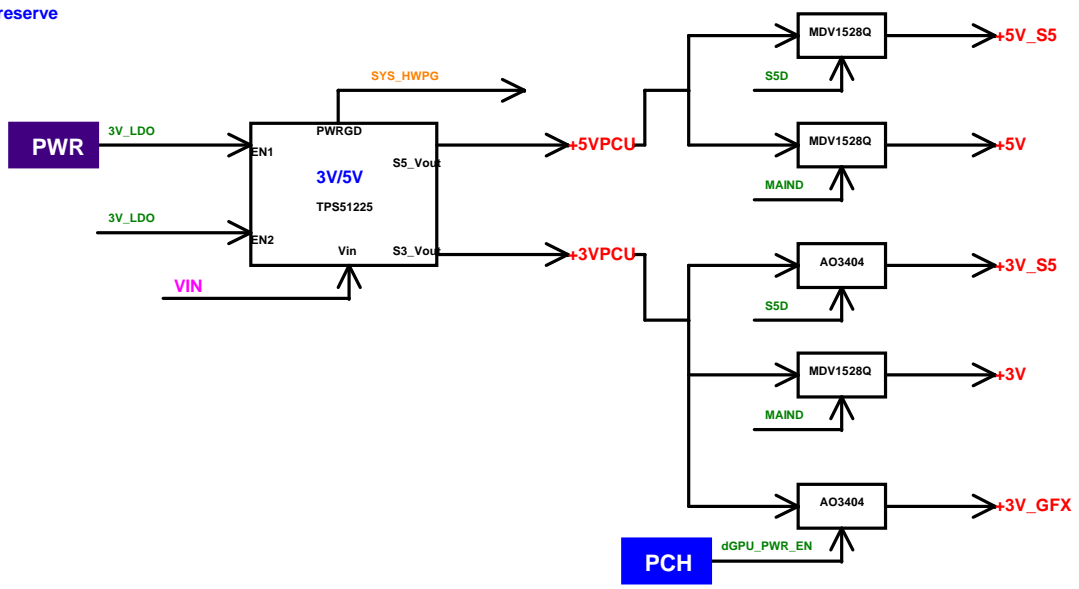 reserve
MDV1528Q
+5V_S5
S5D
SYS_HWPG
PWR
3V_LDO
PWRGD
EN1
S5_Vout
3V/5V
TPS51225
+5VPCU
MDV1528Q
+5V
MAIND
3V_LDO
EN2
Vin
S3_Vout
+3VPCU
VIN
AO3404
+3V_S5
S5D
MDV1528Q
+3V
MAIND
AO3404
+3V_GFX
PCH
dGPU_PWR_EN